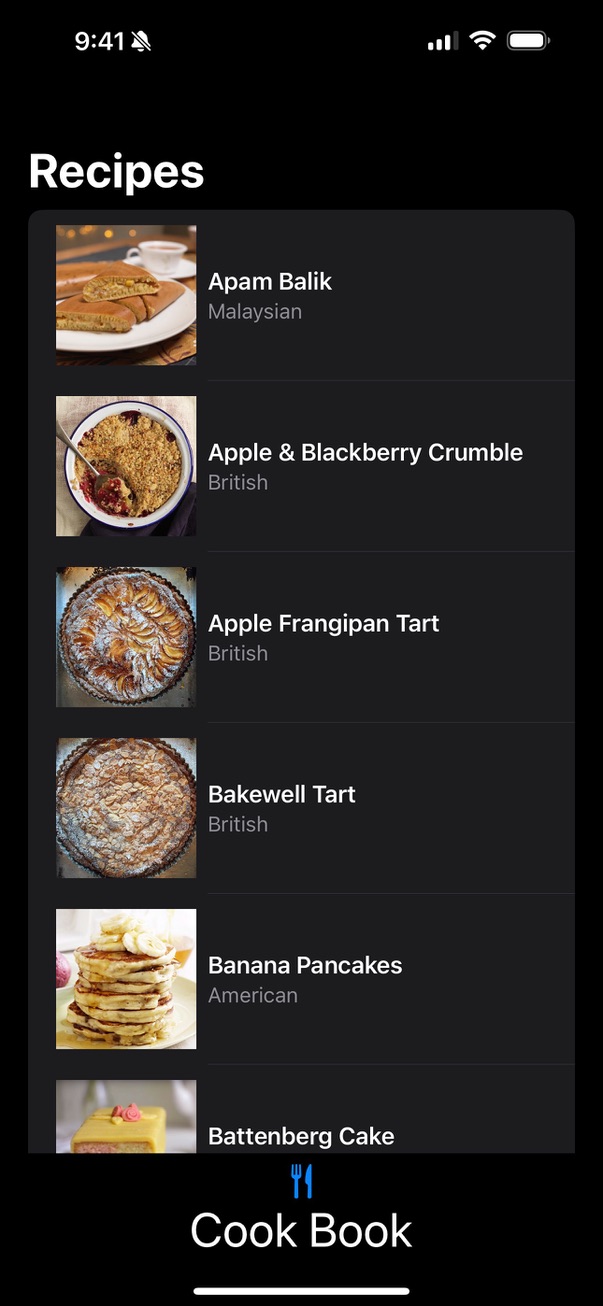 9:41
Recipes
Apam Balik
Malaysian
Apple & Blackberry Crumble
British
Apple Frangipan Tart
British
Bakewell Tart
British
Banana Pancakes
American
Battenberg Cake
Cook Book